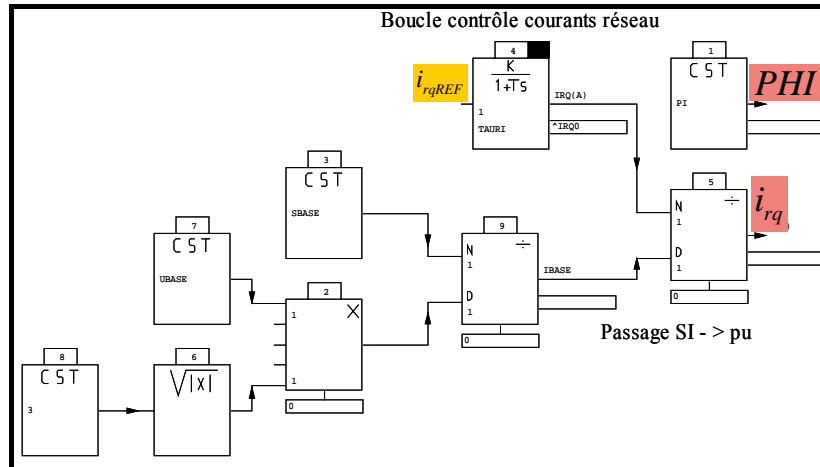 Boucle contrôle courants réseau
4
K
1+Ts
i_rqREF
1
TAURI
IRQ(A)
^IRQ0
1
CST
PI
PHI
3
CST
SBASE
5
÷
N
1
D
1
0
i_rq
7
CST
UBASE
9
÷
N
1
D
1
0
IBASE
2
X
1
1
0
Passage SI - > pu
8
CST
3
6
√|x|